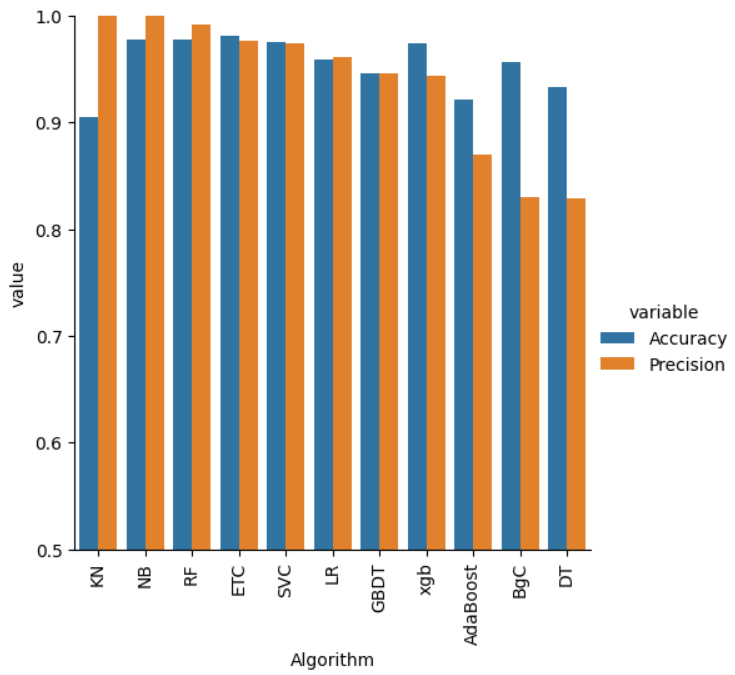 1.0
0.9
0.8
0.7
0.6
0.5
value
KN
NB
RF
ETC
SVC
LR
GBDT
xgb
AdaBoost
BgC
DT
Algorithm
variable
Accuracy
Precision